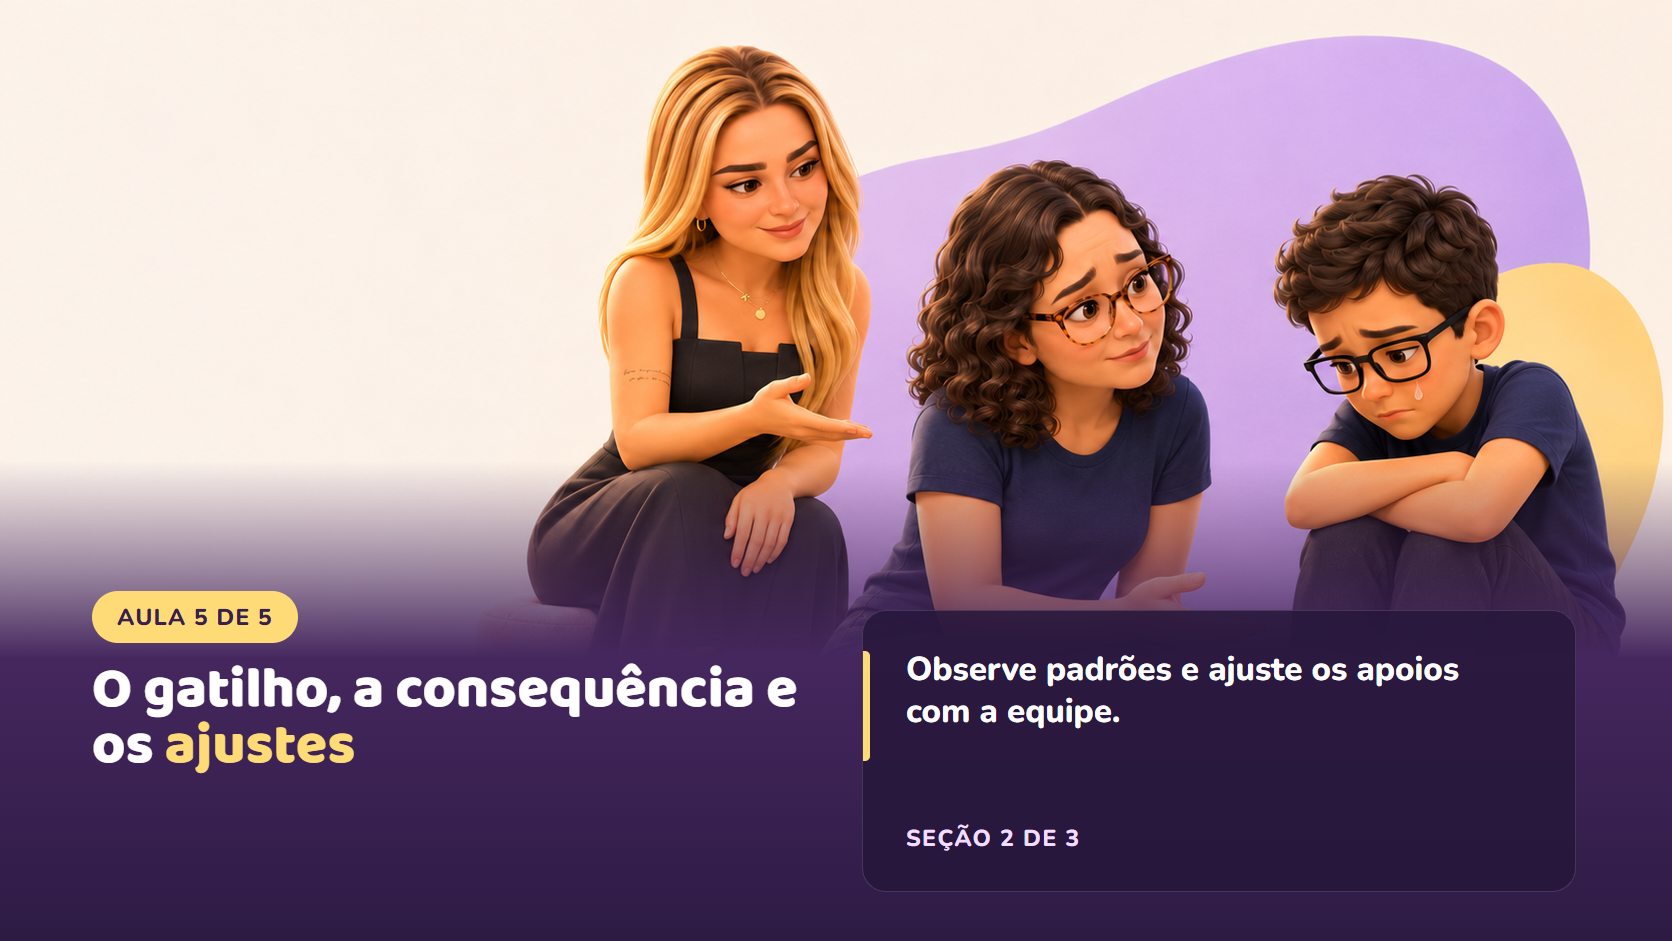 AULA 5 DE 5
O gatilho, a consequência e
os ajustes
Observe padrões e ajuste os apoios
com a equipe.
SEÇÃO 2 DE 3